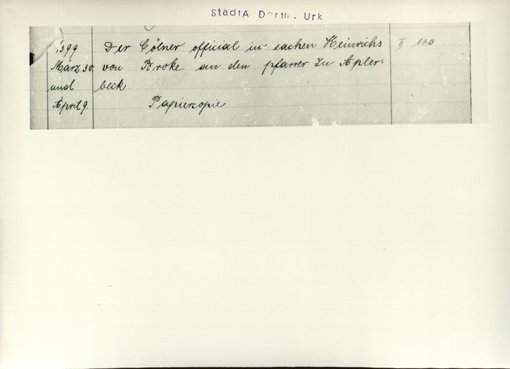 StadtA Dortm. Urk
1399 Der Cölner official in sachen Heinrichs
März 30 von Broke an den pfarrer zu Apler-
und beck.
April 9. Papierkopie
100